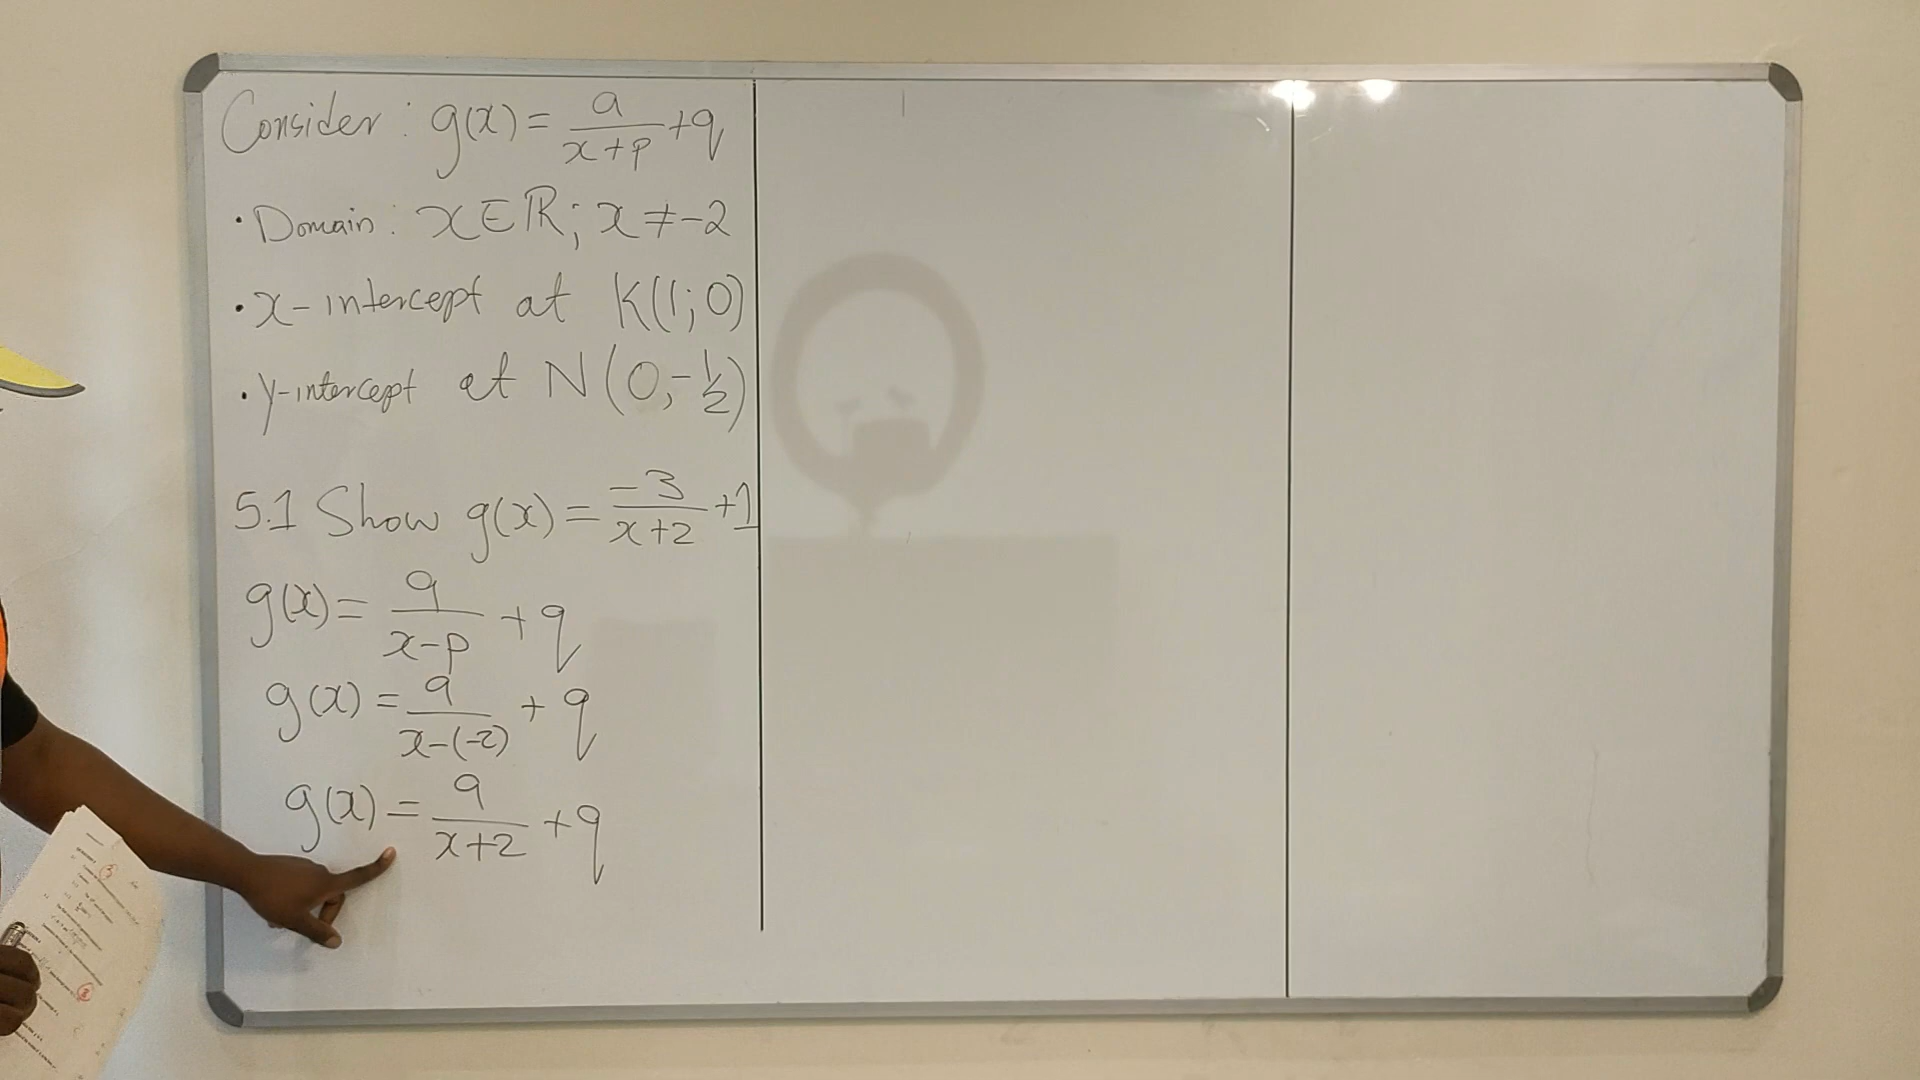 Consider : g(x) = a/(x+p) + q
• Domain : x∈ℝ; x ≠ -2
• x-intercept at K(1;0)
• y-intercept at N(0;-1/2)
5.1 Show g(x) = -3/(x+2) + 1
g(x) = a/(x-p) + q
g(x) = a/(x-(-2)) + q
g(x) = a/(x+2) + q